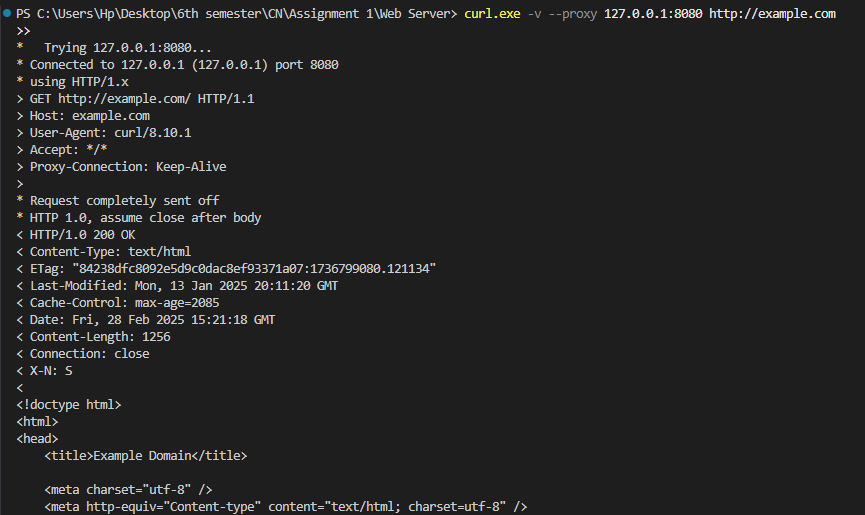 PS C:\Users\Hp\Desktop\6th semester\CN\Assignment 1\Web Server> curl.exe -v --proxy 127.0.0.1:8080 http://example.com
>>
*   Trying 127.0.0.1:8080...
* Connected to 127.0.0.1 (127.0.0.1) port 8080
* using HTTP/1.x
> GET http://example.com/ HTTP/1.1
> Host: example.com
> User-Agent: curl/8.10.1
> Accept: */*
> Proxy-Connection: Keep-Alive
>
* Request completely sent off
* HTTP 1.0, assume close after body
< HTTP/1.0 200 OK
< Content-Type: text/html
< ETag: "84238dfc8092e5d9c0dac8ef93371a07:1736799080.121134"
< Last-Modified: Mon, 13 Jan 2025 20:11:20 GMT
< Cache-Control: max-age=2085
< Date: Fri, 28 Feb 2025 15:21:18 GMT
< Content-Length: 1256
< Connection: close
< X-N: S
<
<!doctype html>
<html>
<head>
    <title>Example Domain</title>

    <meta charset="utf-8" />
    <meta http-equiv="Content-type" content="text/html; charset=utf-8" />